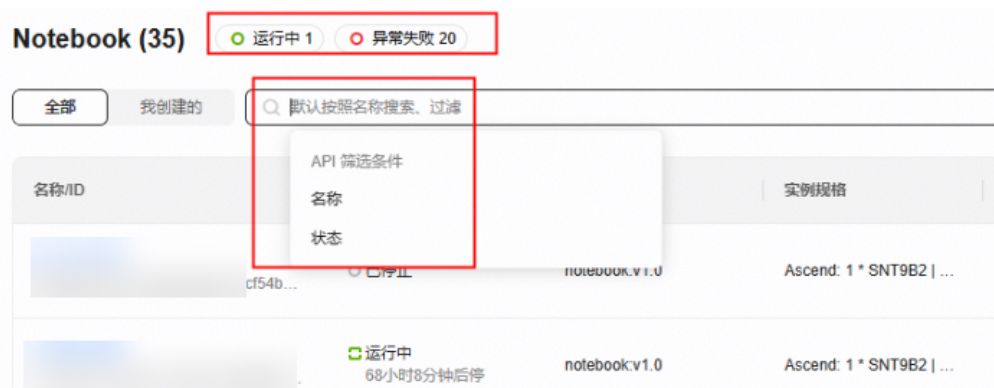 Notebook (35) 运行中 1 异常失败 20
全部 我创建的 默认按照名称搜索、过滤
API 筛选条件
名称/ID 实例规格
名称
状态
已停止 notebook:v1.0 Ascend: 1 * SNT9B2 | ...
cf54b...
运行中
68小时8分钟后停 notebook:v1.0 Ascend: 1 * SNT9B2 | ...